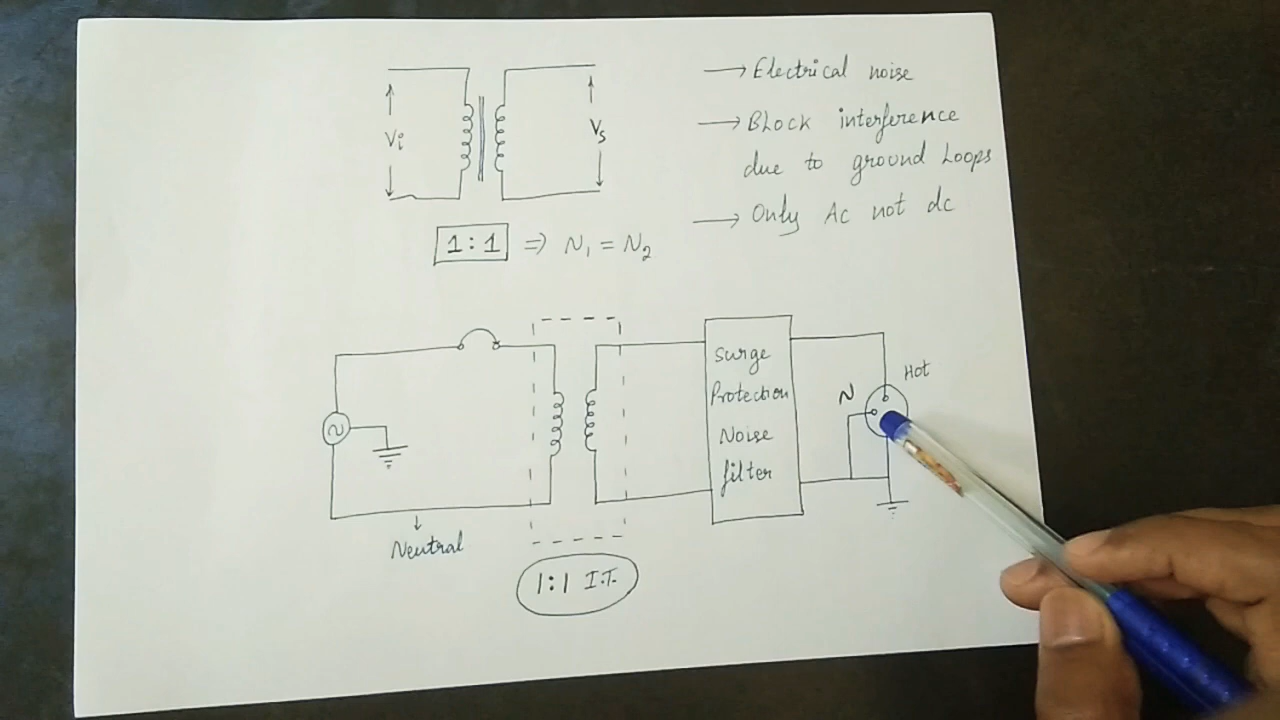 Vi
Vs
→ Electrical noise
→ Block interference
due to ground Loops
→ Only Ac not dc
1:1 ⇒ N₁ = N₂
Surge
Protection
Noise
filter
N
Hot
Neutral
1:1 I.T.